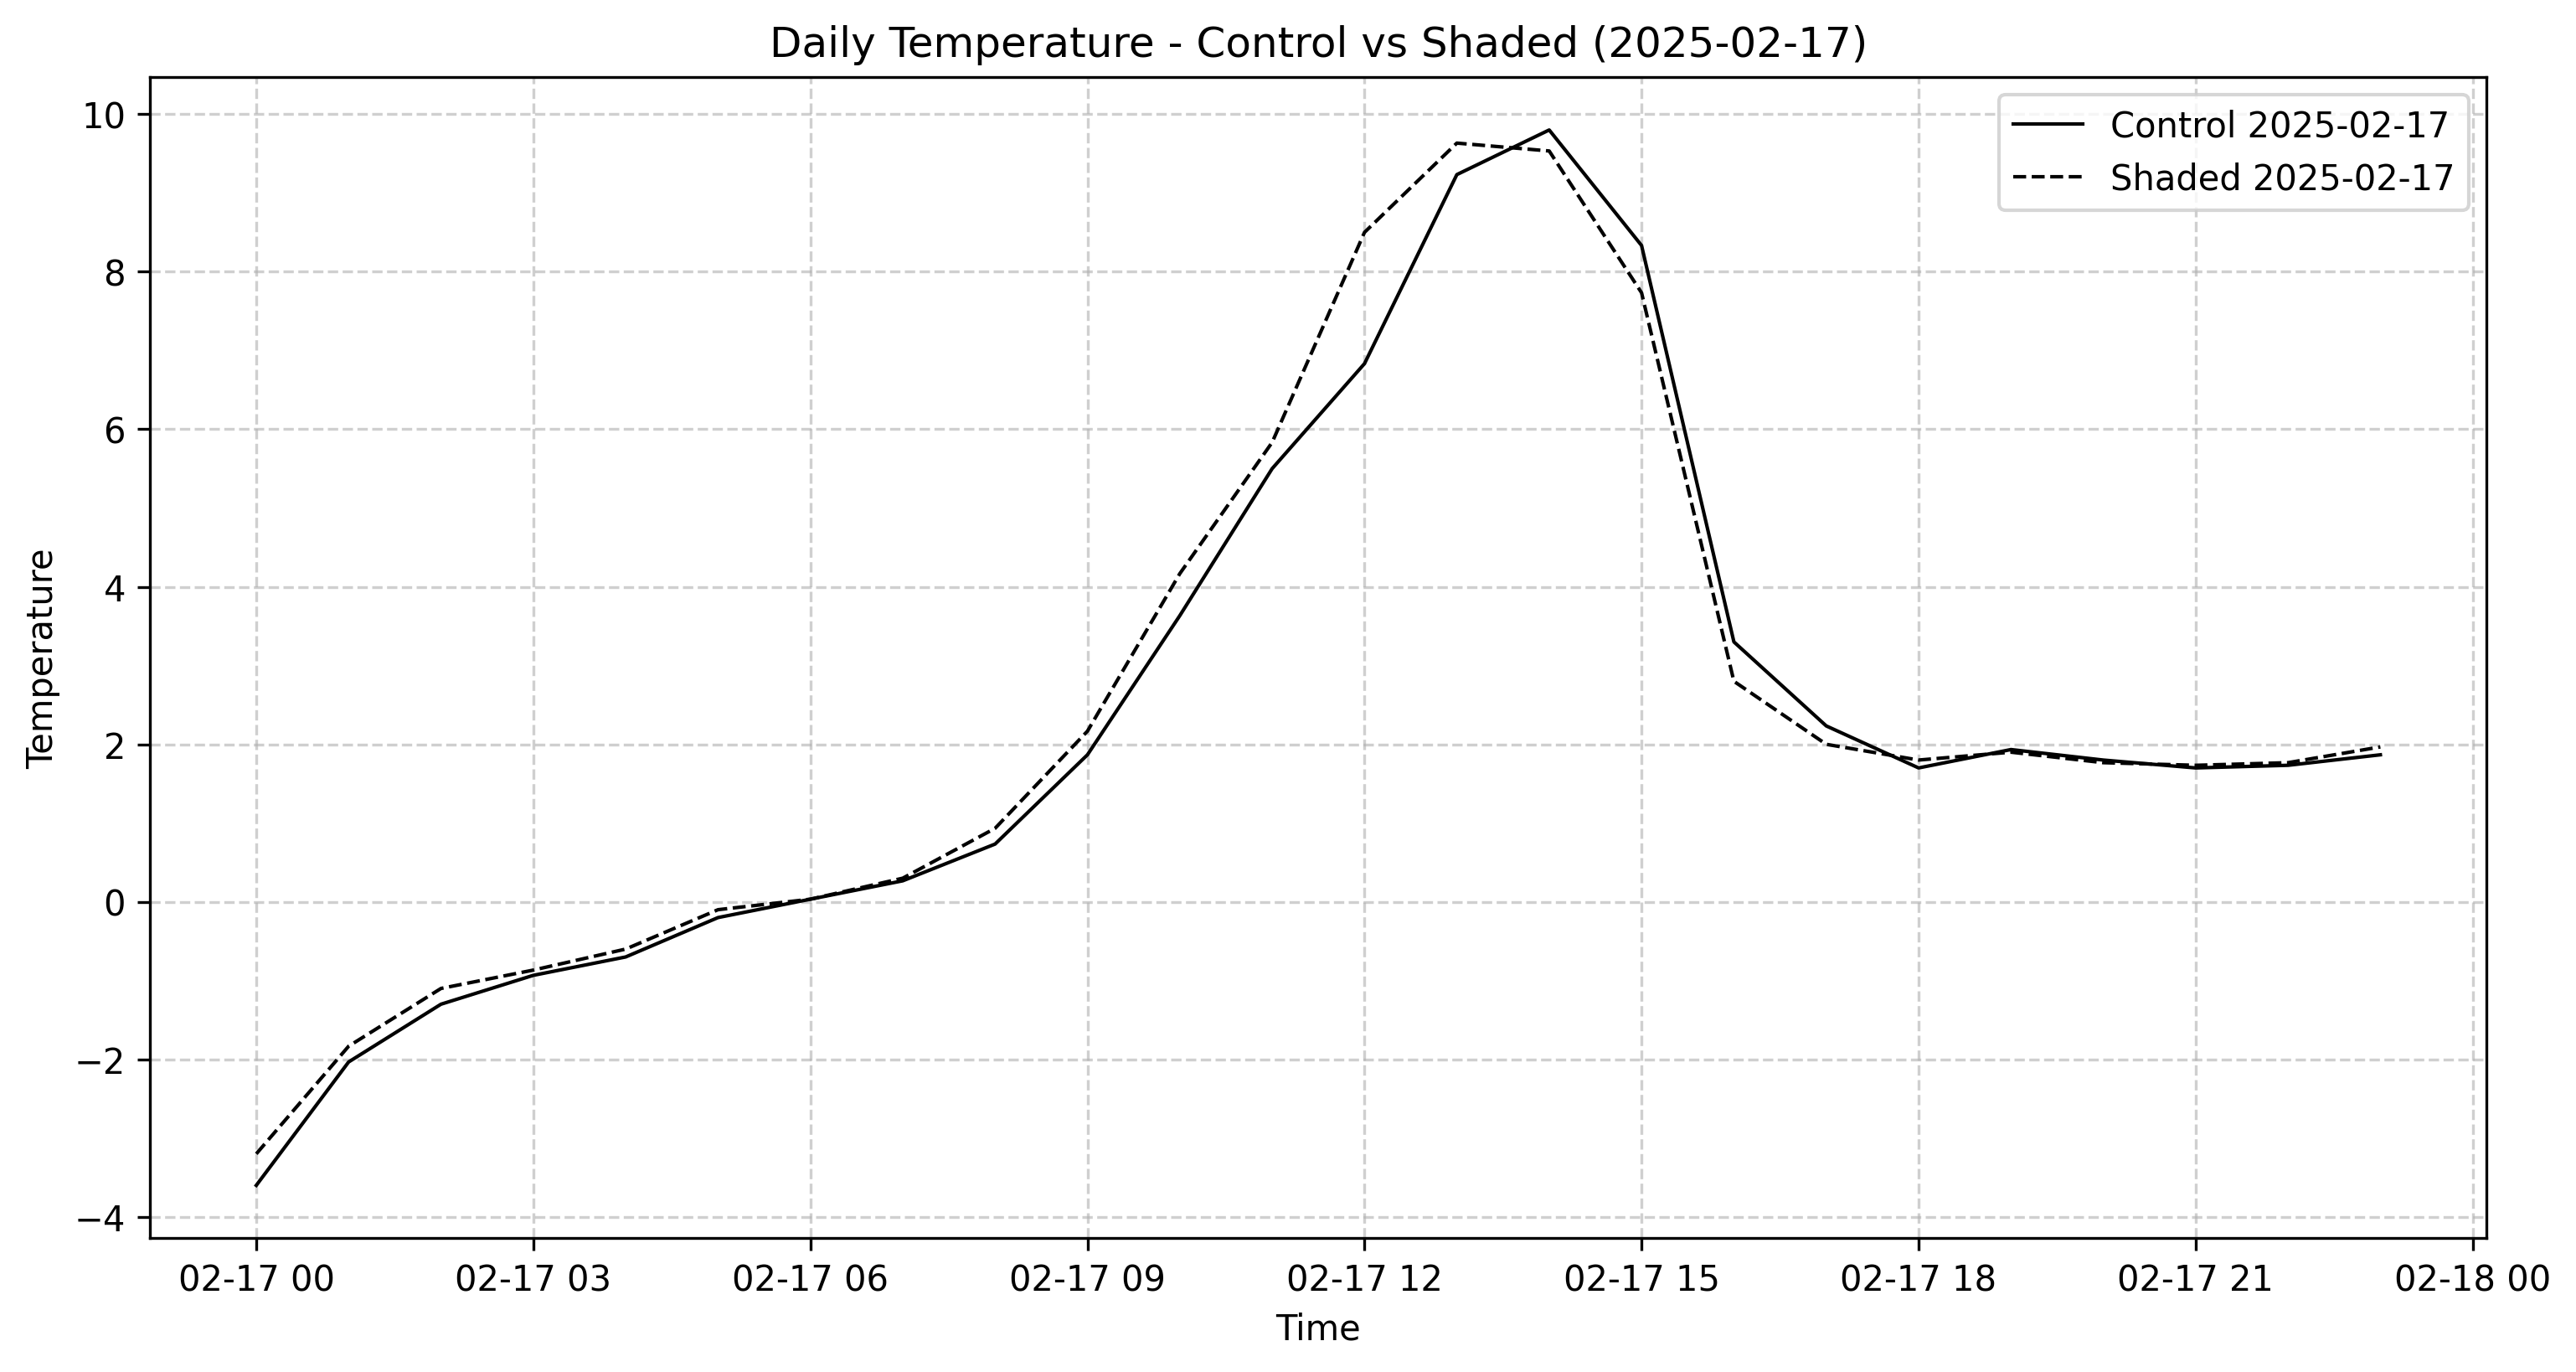 Daily Temperature - Control vs Shaded (2025-02-17)
Control 2025-02-17
Shaded 2025-02-17
Temperature
10
8
6
4
2
0
−2
−4
02-17 00 02-17 03 02-17 06 02-17 09 02-17 12 02-17 15 02-17 18 02-17 21 02-18 00
Time